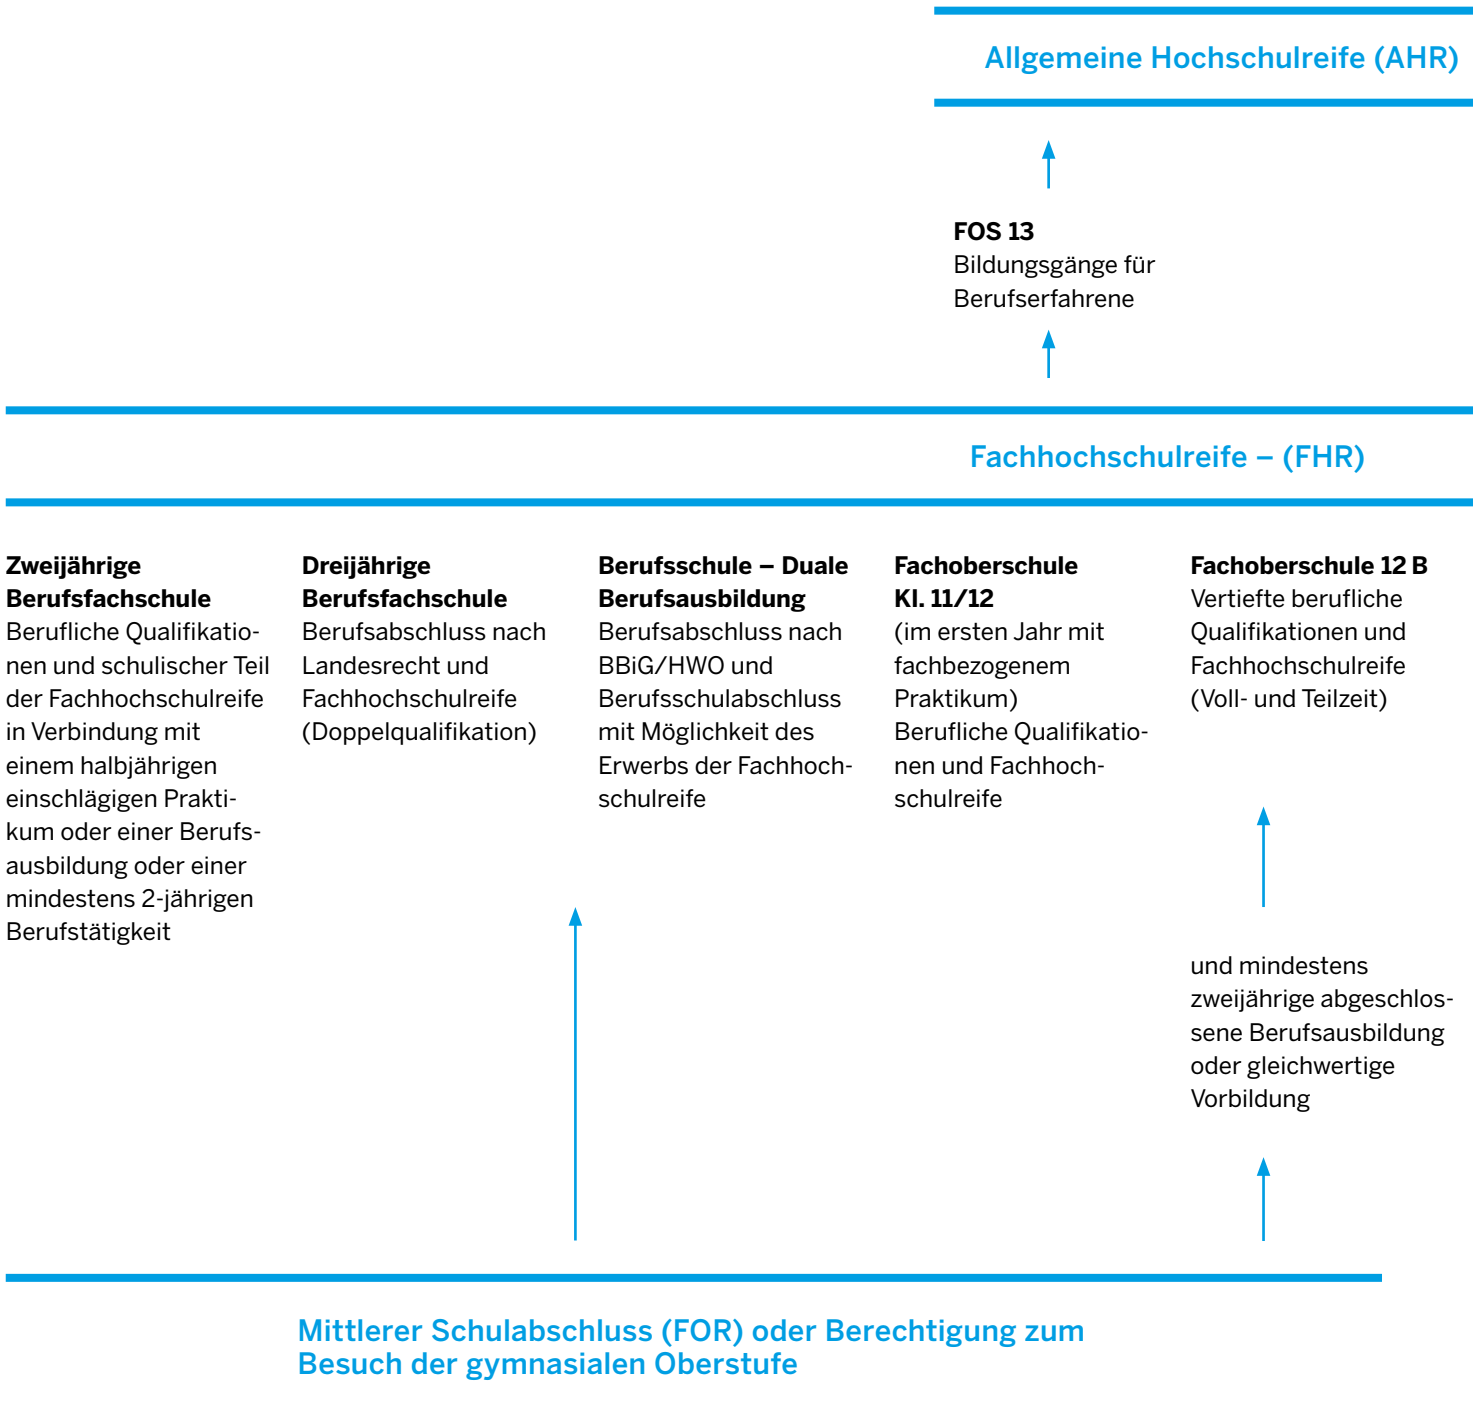 Allgemeine Hochschulreife (AHR)
FOS 13
Bildungsgänge für
Berufserfahrene
Fachhochschulreife – (FHR)
Zweijährige
Berufsfachschule
Berufliche Qualifikatio-
nen und schulischer Teil
der Fachhochschulreife
in Verbindung mit
einem halbjährigen
einschlägigen Prakti-
kum oder einer Berufs-
ausbildung oder einer
mindestens 2-jährigen
Berufstätigkeit
Dreijährige
Berufsfachschule
Berufsabschluss nach
Landesrecht und
Fachhochschulreife
(Doppelqualifikation)
Berufsschule – Duale
Berufsausbildung
Berufsabschluss nach
BBiG/HWO und
Berufsschulabschluss
mit Möglichkeit des
Erwerbs der Fachhoch-
schulreife
Fachoberschule
Kl. 11/12
(im ersten Jahr mit
fachbezogenem
Praktikum)
Berufliche Qualifikatio-
nen und Fachhoch-
schulreife
Fachoberschule 12 B
Vertiefte berufliche
Qualifikationen und
Fachhochschulreife
(Voll- und Teilzeit)
und mindestens
zweijährige abgeschlos-
sene Berufsausbildung
oder gleichwertige
Vorbildung
Mittlerer Schulabschluss (FOR) oder Berechtigung zum
Besuch der gymnasialen Oberstufe